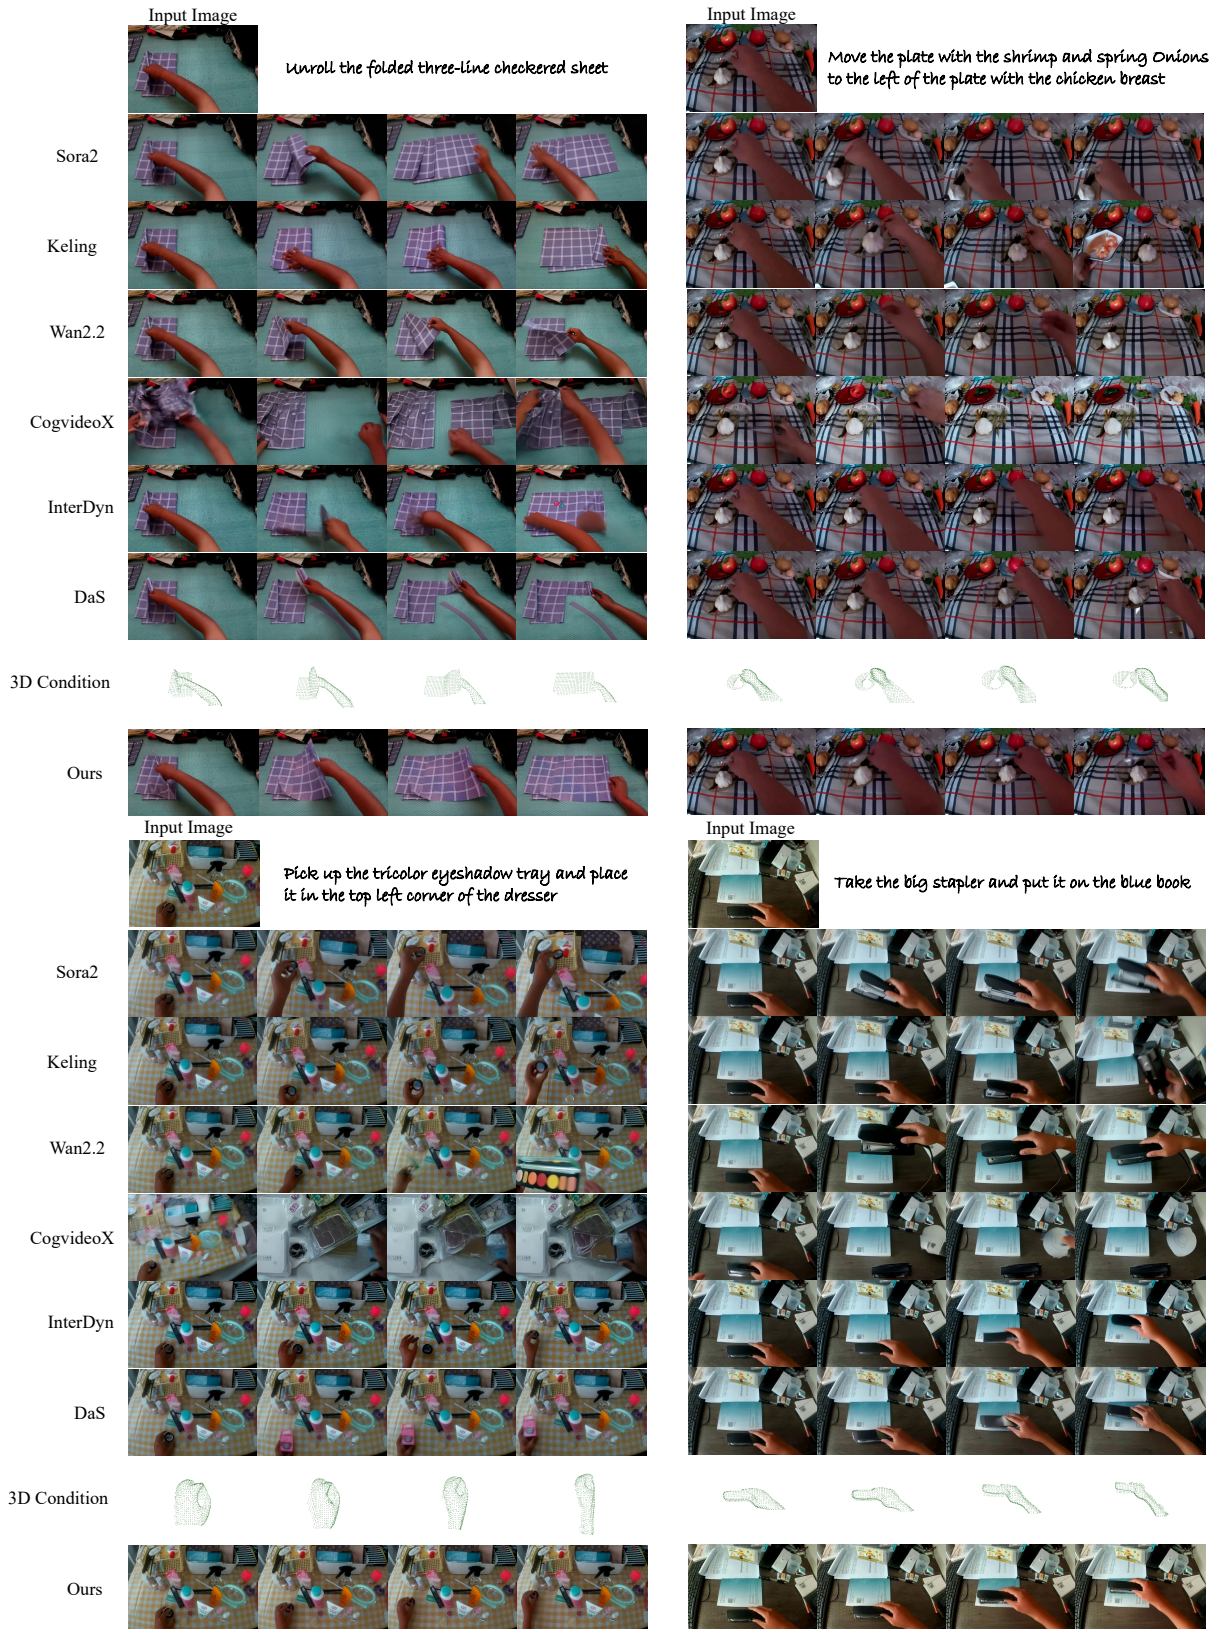 Input Image
Unroll the folded three-line checkered sheet
Sora2
Keling
Wan2.2
CogvideoX
InterDyn
DaS
3D Condition
Ours
Input Image
Move the plate with the shrimp and spring Onions
to the left of the plate with the chicken breast
Input Image
Pick up the tricolor eyeshadow tray and place
it in the top left corner of the dresser
Sora2
Keling
Wan2.2
CogvideoX
InterDyn
DaS
3D Condition
Ours
Input Image
Take the big stapler and put it on the blue book